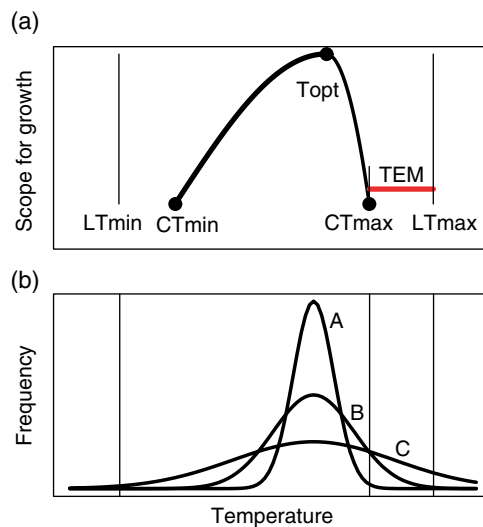 (a)
Scope for growth
Topt
TEM
LTmin CTmin CTmax LTmax
(b)
Frequency
A
B
C
Temperature